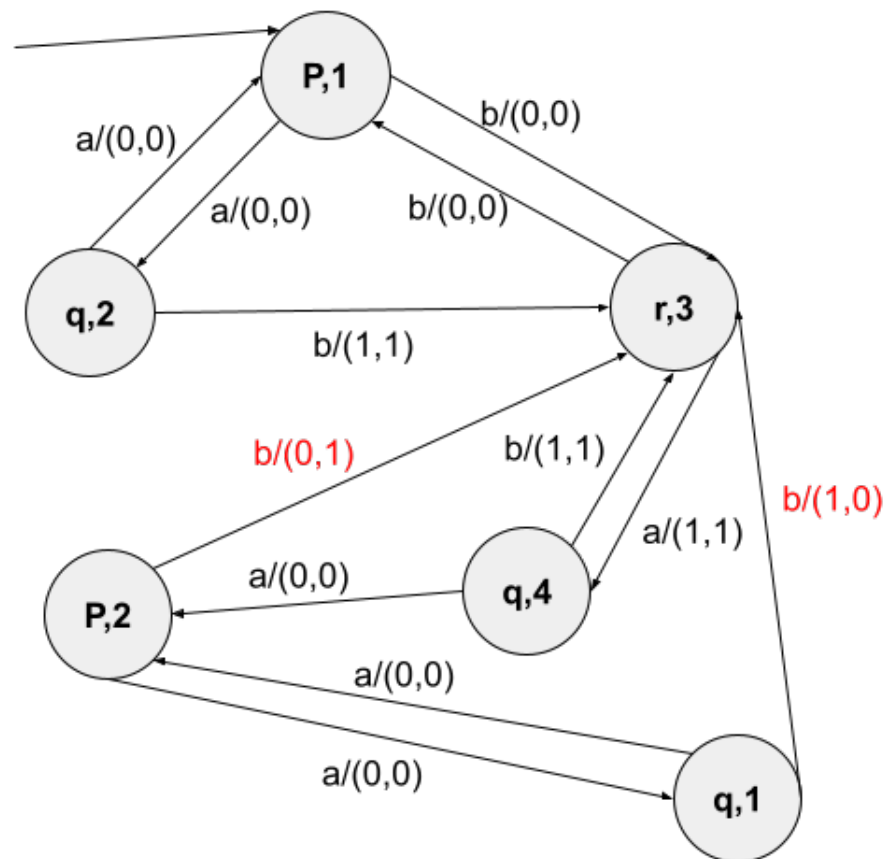 P,1
b/(0,0)
a/(0,0)
a/(0,0)
b/(0,0)
q,2
r,3
b/(1,1)
b/(0,1)
b/(1,1)
b/(1,0)
a/(1,1)
a/(0,0)
q,4
P,2
a/(0,0)
a/(0,0)
q,1